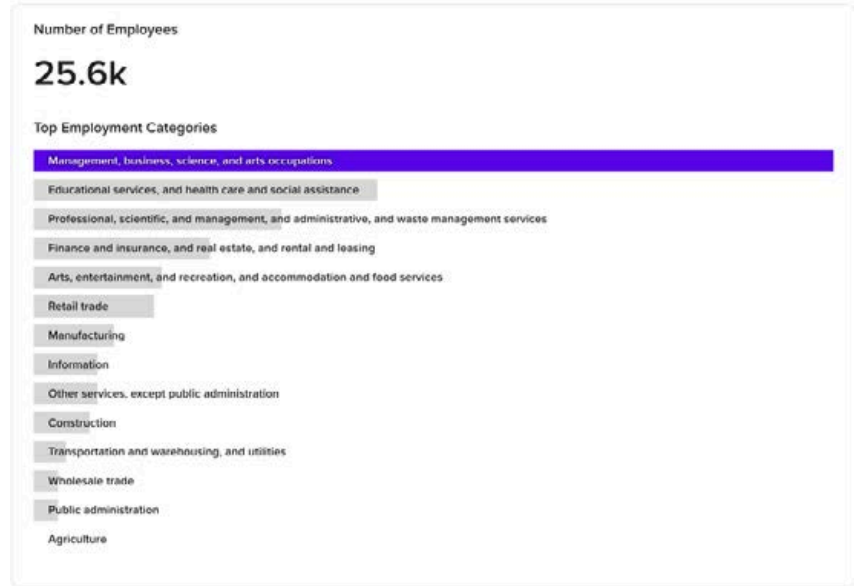 Number of Employees
25.6k
Top Employment Categories
Management, business, science, and arts occupations
Educational services, and health care and social assistance
Professional, scientific, and management, and administrative, and waste management services
Finance and insurance, and real estate, and rental and leasing
Arts, entertainment, and recreation, and accommodation and food services
Retail trade
Manufacturing
Information
Other services, except public administration
Construction
Transportation and warehousing, and utilities
Wholesale trade
Public administration
Agriculture